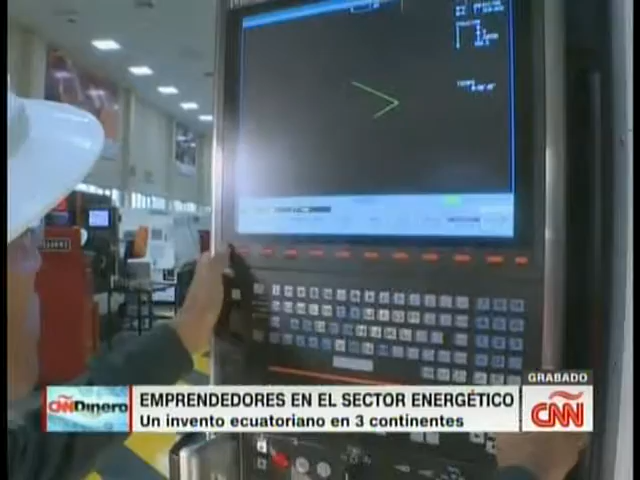 GRABADO
CNNDinero
EMPRENDEDORES EN EL SECTOR ENERGÉTICO
Un invento ecuatoriano en 3 continentes
CNN